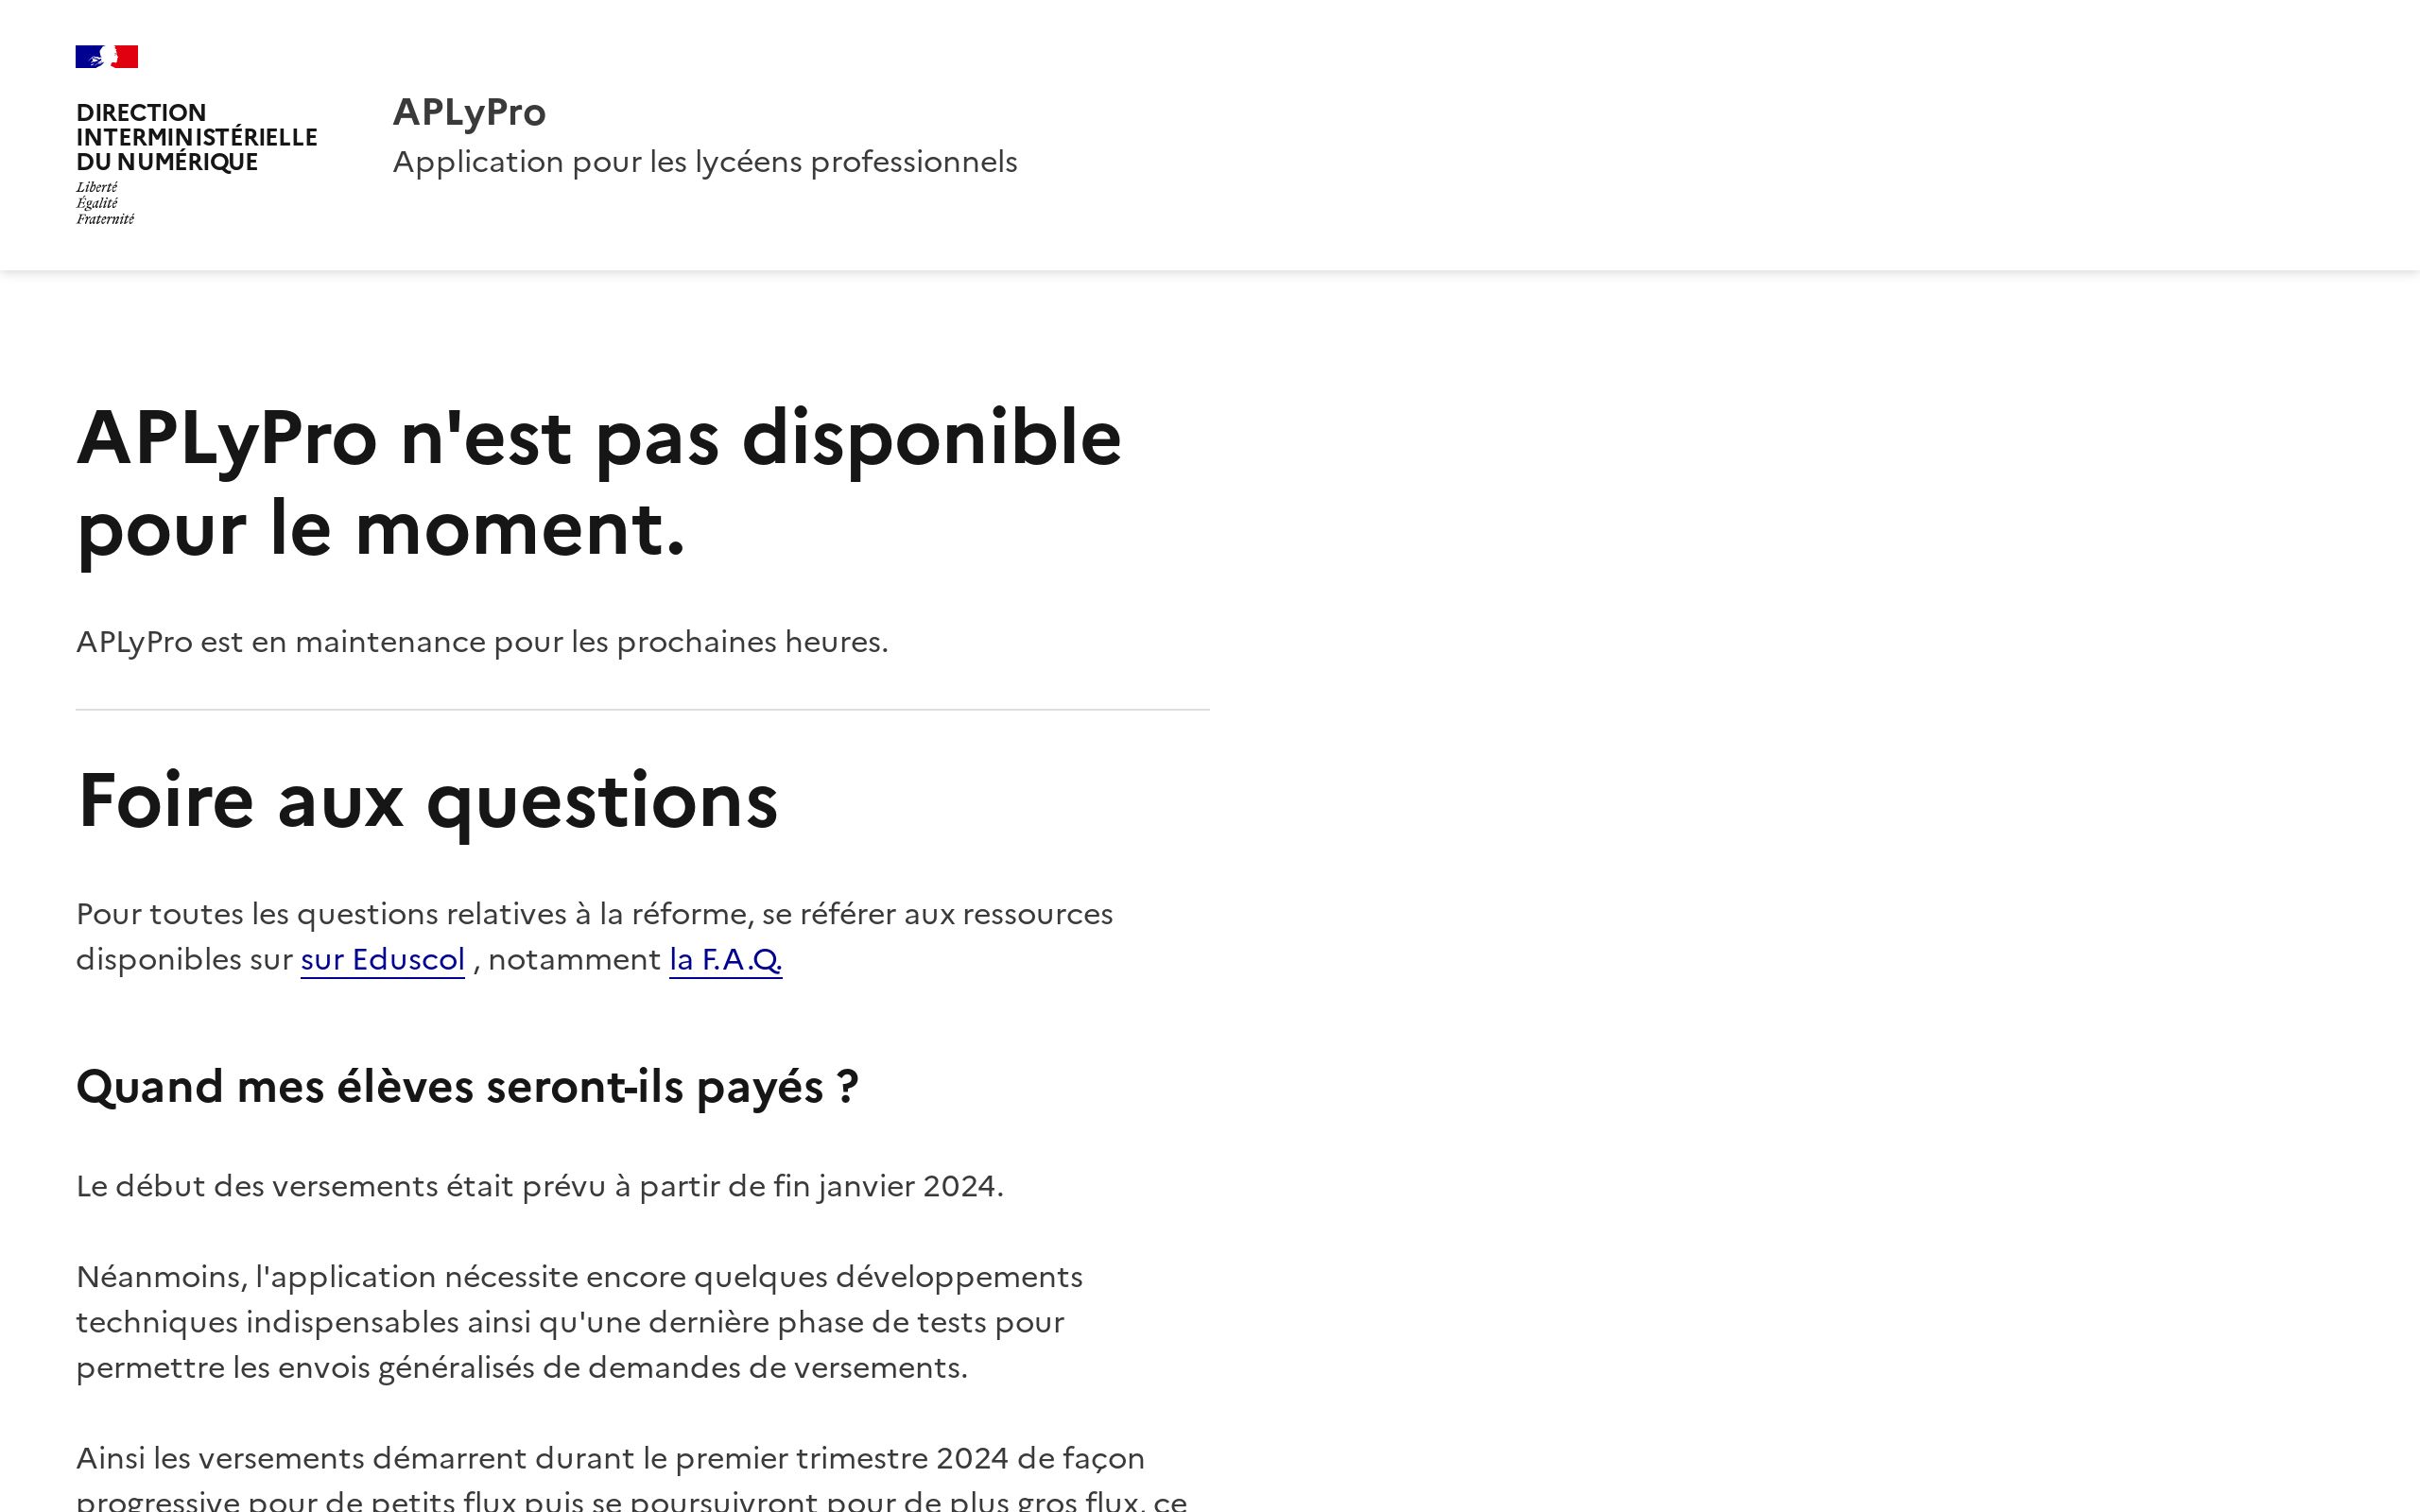 DIRECTION
INTERMINISTÉRIELLE
DU NUMÉRIQUE
Liberté
Égalité
Fraternité
APLyPro
Application pour les lycéens professionnels
APLyPro n'est pas disponible
pour le moment.
APLyPro est en maintenance pour les prochaines heures.
Foire aux questions
Pour toutes les questions relatives à la réforme, se référer aux ressources
disponibles sur sur Eduscol , notamment la F.A.Q.
Quand mes élèves seront-ils payés ?
Le début des versements était prévu à partir de fin janvier 2024.
Néanmoins, l'application nécessite encore quelques développements
techniques indispensables ainsi qu'une dernière phase de tests pour
permettre les envois généralisés de demandes de versements.
Ainsi les versements démarrent durant le premier trimestre 2024 de façon
progressive pour de petits flux puis se poursuivront pour de plus gros flux, ce